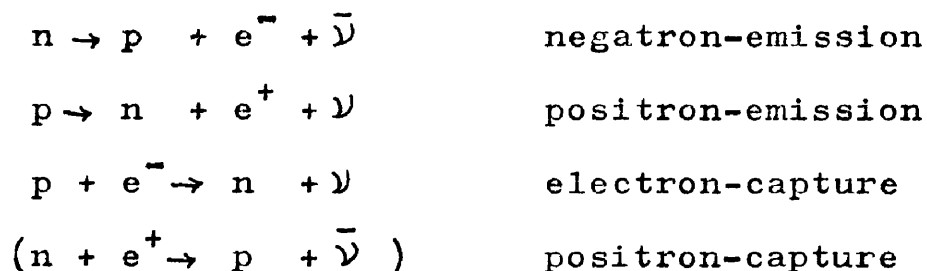 n → p + e⁻ + ν̄ negatron-emission
p → n + e⁺ + ν positron-emission
p + e⁻ → n + ν electron-capture
(n + e⁺ → p + ν̄ ) positron-capture